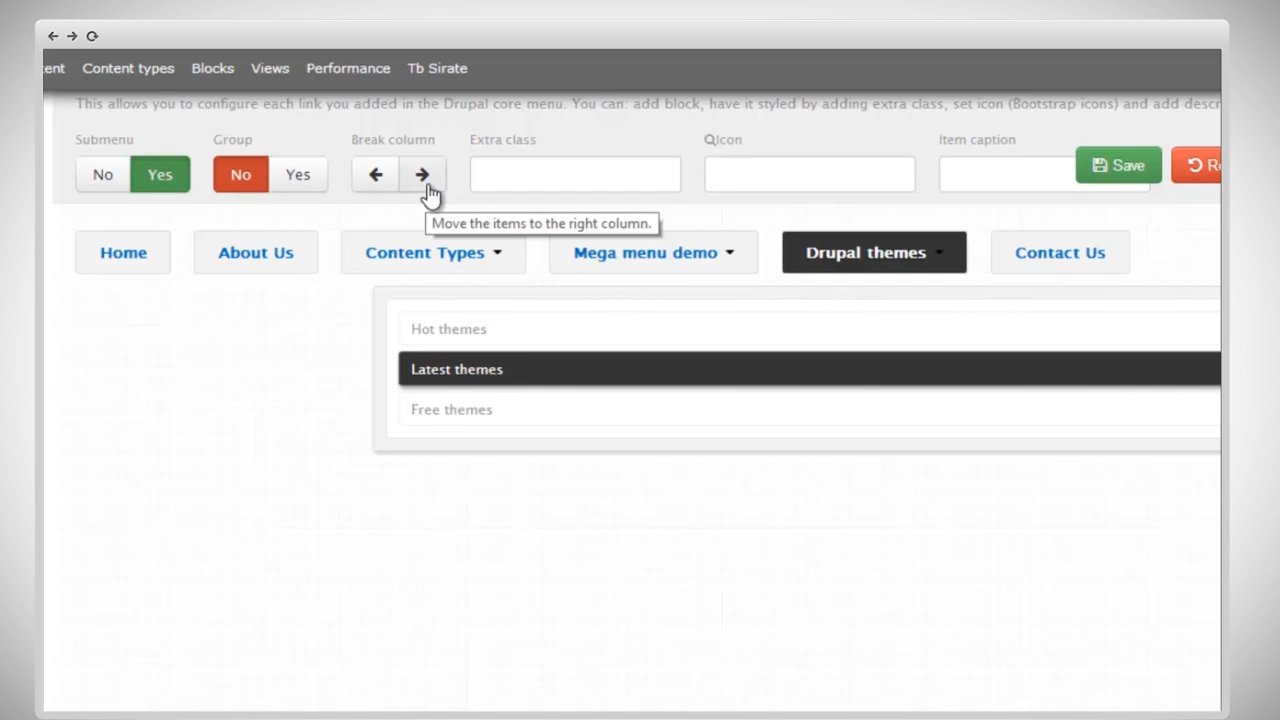 ent Content types Blocks Views Performance Tb Sirate
This allows you to configure each link you added in the Drupal core menu. You can: add block, have it styled by adding extra class, set icon (Bootstrap icons) and add descr
Submenu Group Break column Extra class Icon Item caption
No Yes No Yes Save R
Move the items to the right column.
Home About Us Content Types Mega menu demo Drupal themes Contact Us
Hot themes
Latest themes
Free themes